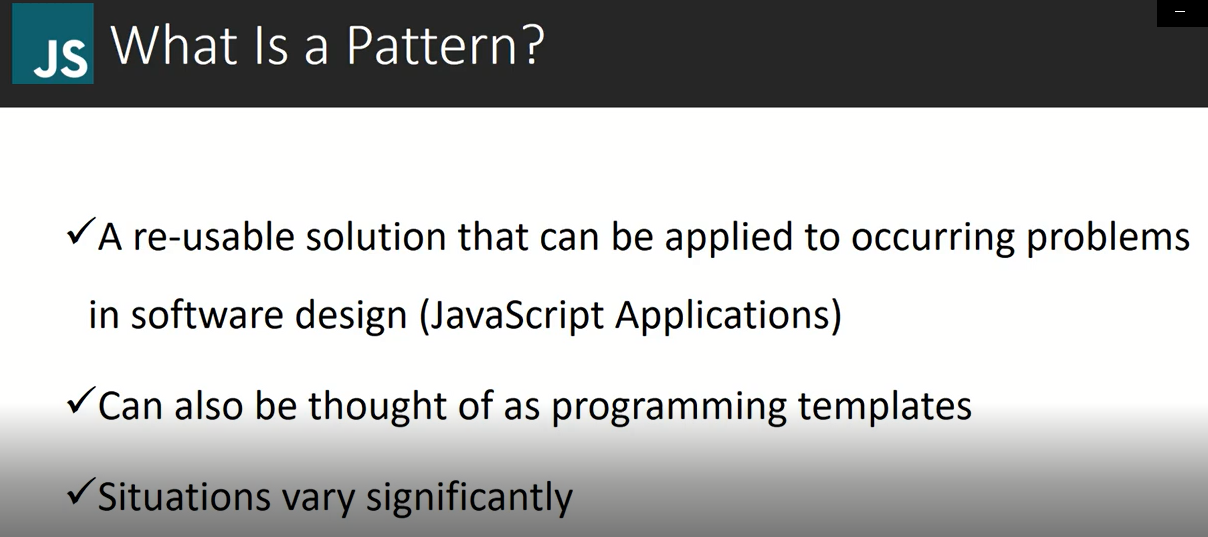 JS What Is a Pattern?
✓A re-usable solution that can be applied to occurring problems
in software design (JavaScript Applications)
✓Can also be thought of as programming templates
✓Situations vary significantly